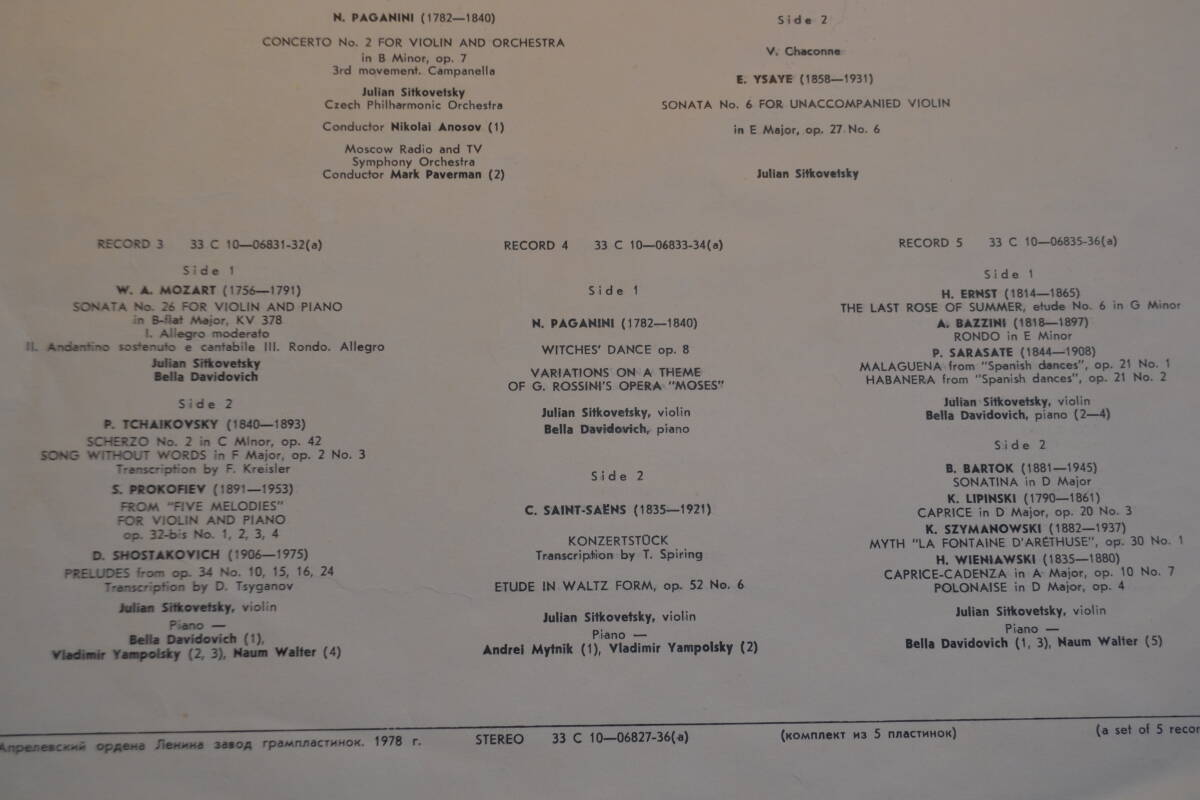 N. PAGANINI (1782—1840)
CONCERTO No. 2 FOR VIOLIN AND ORCHESTRA
in B Minor, op. 7
3rd movement. Campanella
Julian Sitkovetsky
Czech Philharmonic Orchestra
Conductor Nikolai Anosov (1)
Moscow Radio and TV
Symphony Orchestra
Conductor Mark Paverman (2)
Side 2
V. Chaconne
E. YSAYE (1858—1931)
SONATA No. 6 FOR UNACCOMPANIED VIOLIN
in E Major, op. 27 No. 6
Julian Sitkovetsky
RECORD 3 33 C 10—06831-32(a)
Side 1
W. A. MOZART (1756—1791)
SONATA No. 26 FOR VIOLIN AND PIANO
in B-flat Major, KV 378
I. Allegro moderato
II. Andantino sostenuto e cantabile III. Rondo. Allegro
Julian Sitkovetsky
Bella Davidovich
Side 2
P. TCHAIKOVSKY (1840—1893)
SCHERZO No. 2 in C Minor, op. 42
SONG WITHOUT WORDS in F Major, op. 2 No. 3
Transcription by F. Kreisler
S. PROKOFIEV (1891—1953)
FROM "FIVE MELODIES"
FOR VIOLIN AND PIANO
op. 32-bis No. 1, 2, 3, 4
D. SHOSTAKOVICH (1906—1975)
PRELUDES from op. 34 No. 10, 15, 16, 24
Transcription by D. Tsyganov
Julian Sitkovetsky, violin
Piano —
Bella Davidovich (1),
Vladimir Yampolsky (2, 3), Naum Walter (4)
RECORD 4 33 C 10—06833-34(a)
Side 1
N. PAGANINI (1782—1840)
WITCHES' DANCE op. 8
VARIATIONS ON A THEME
OF G. ROSSINI'S OPERA "MOSES"
Julian Sitkovetsky, violin
Bella Davidovich, piano
Side 2
C. SAINT-SAËNS (1835—1921)
KONZERTSTÜCK
Transcription by T. Spiring
ETUDE IN WALTZ FORM, op. 52 No. 6
Julian Sitkovetsky, violin
Piano —
Andrei Mytnik (1), Vladimir Yampolsky (2)
RECORD 5 33 C 10—06835-36(a)
Side 1
H. ERNST (1814—1865)
THE LAST ROSE OF SUMMER, etude No. 6 in G Minor
A. BAZZINI (1818—1897)
RONDO in E Minor
P. SARASATE (1844—1908)
MALAGUENA from "Spanish dances", op. 21 No. 1
HABANERA from "Spanish dances", op. 21 No. 2
Julian Sitkovetsky, violin
Bella Davidovich, piano (2—4)
Side 2
B. BARTOK (1881—1945)
SONATINA in D Major
K. LIPINSKI (1790—1861)
CAPRICE in D Major, op. 20 No. 3
K. SZYMANOWSKI (1882—1937)
MYTH "LA FONTAINE D'ARETHUSE", op. 30 No. 1
H. WIENIAWSKI (1835—1880)
CAPRICE-CADENZA in A Major, op. 10 No. 7
POLONAISE in D Major, op. 4
Julian Sitkovetsky, violin
Piano —
Bella Davidovich (1, 3), Naum Walter (5)
Апрелевский ордена Ленина завод грампластинок. 1978 г. STEREO 33 C 10—06827-36(a) (комплект из 5 пластинок) (a set of 5 recor